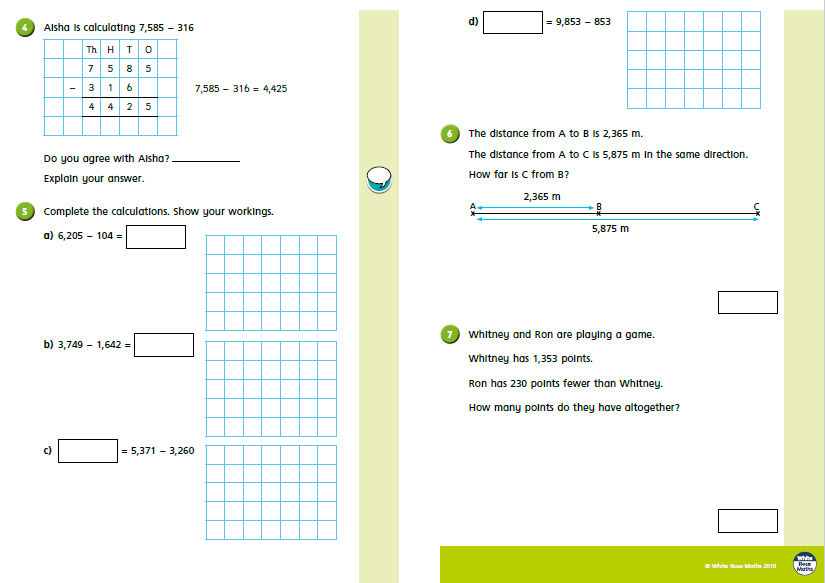 4 Aisha is calculating 7,585 − 316
Th H T O
7 5 8 5
− 3 1 6
4 4 2 5
7,585 − 316 = 4,425
Do you agree with Aisha?
Explain your answer.
5 Complete the calculations. Show your workings.
a) 6,205 − 104 =
b) 3,749 − 1,642 =
c) = 5,371 − 3,260
d) = 9,853 − 853
6 The distance from A to B is 2,365 m.
The distance from A to C is 5,875 m in the same direction.
How far is C from B?
2,365 m
A B C
5,875 m
7 Whitney and Ron are playing a game.
Whitney has 1,353 points.
Ron has 230 points fewer than Whitney.
How many points do they have altogether?
© White Rose Maths 2019
White
Rose
Maths